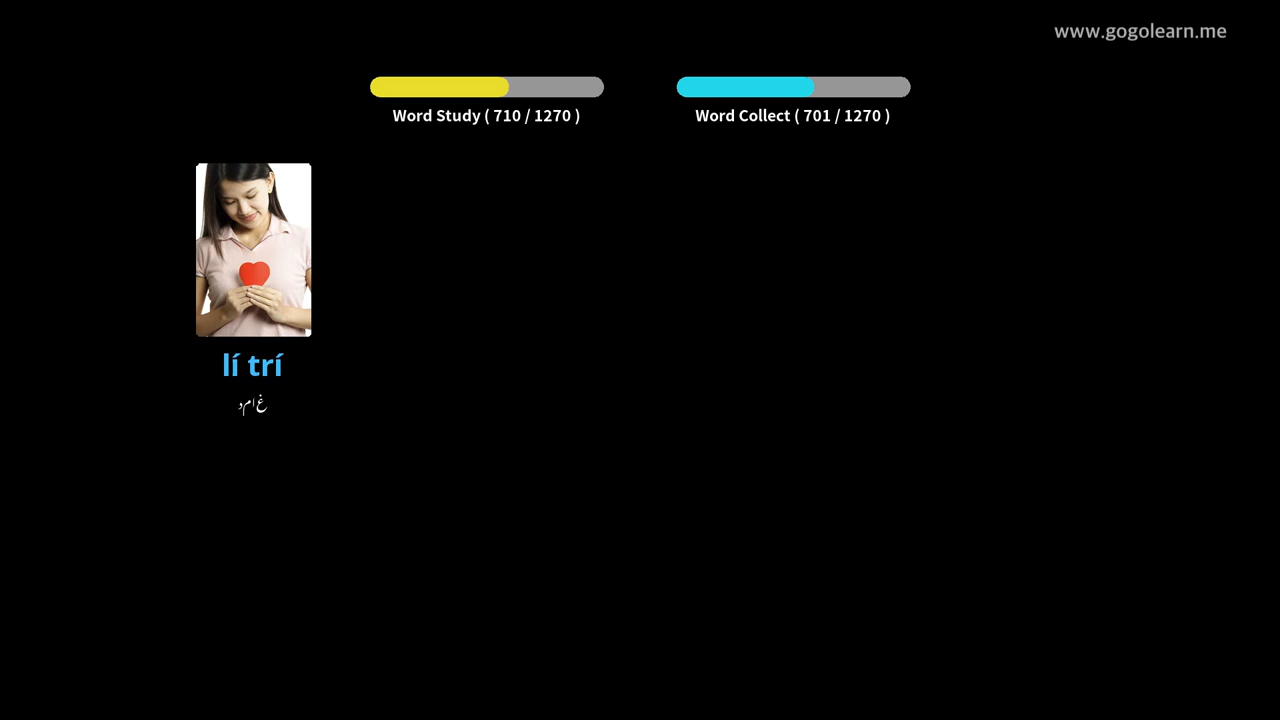 www.gogolearn.me
Word Study ( 710 / 1270 )
Word Collect ( 701 / 1270 )
lí trí
دماغ